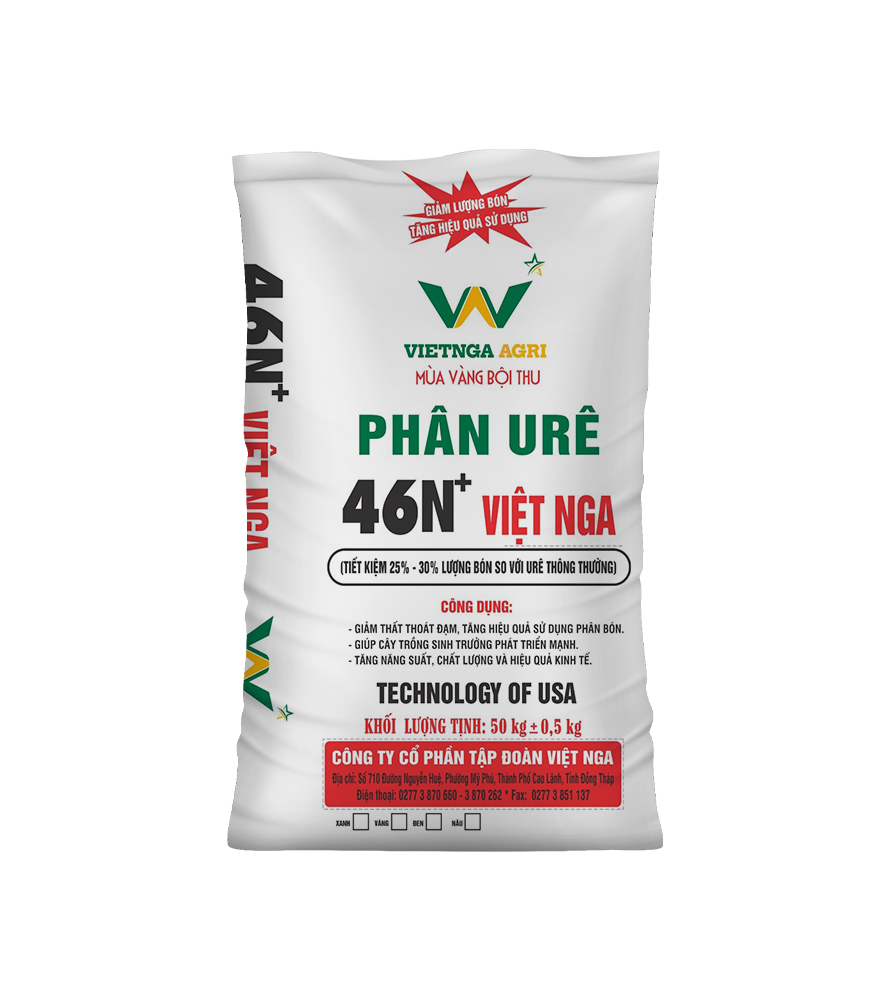 GIẢM LƯỢNG BÓN
TĂNG HIỆU QUẢ SỬ DỤNG
VIETNGA AGRI
MÙA VÀNG BỘI THU
PHÂN URÊ
46N+ VIỆT NGA
(TIẾT KIỆM 25% - 30% LƯỢNG BÓN SO VỚI URÊ THÔNG THƯỜNG)
CÔNG DỤNG:
- GIẢM THẤT THOÁT ĐẠM, TĂNG HIỆU QUẢ SỬ DỤNG PHÂN BÓN.
- GIÚP CÂY TRỒNG SINH TRƯỞNG PHÁT TRIỂN MẠNH.
- TĂNG NĂNG SUẤT, CHẤT LƯỢNG VÀ HIỆU QUẢ KINH TẾ.
TECHNOLOGY OF USA
KHỐI LƯỢNG TỊNH: 50 kg ± 0,5 kg
CÔNG TY CỔ PHẦN TẬP ĐOÀN VIỆT NGA
Địa chỉ: Số 710 Đường Nguyễn Huệ, Phường Mỹ Phú, Thành Phố Cao Lãnh, Tỉnh Đồng Tháp
Điện thoại: 0277 3 870 660 - 3 870 262 * Fax: 0277 3 851 137
XANH VÀNG ĐEN NÂU
46N+ VIỆT NGA